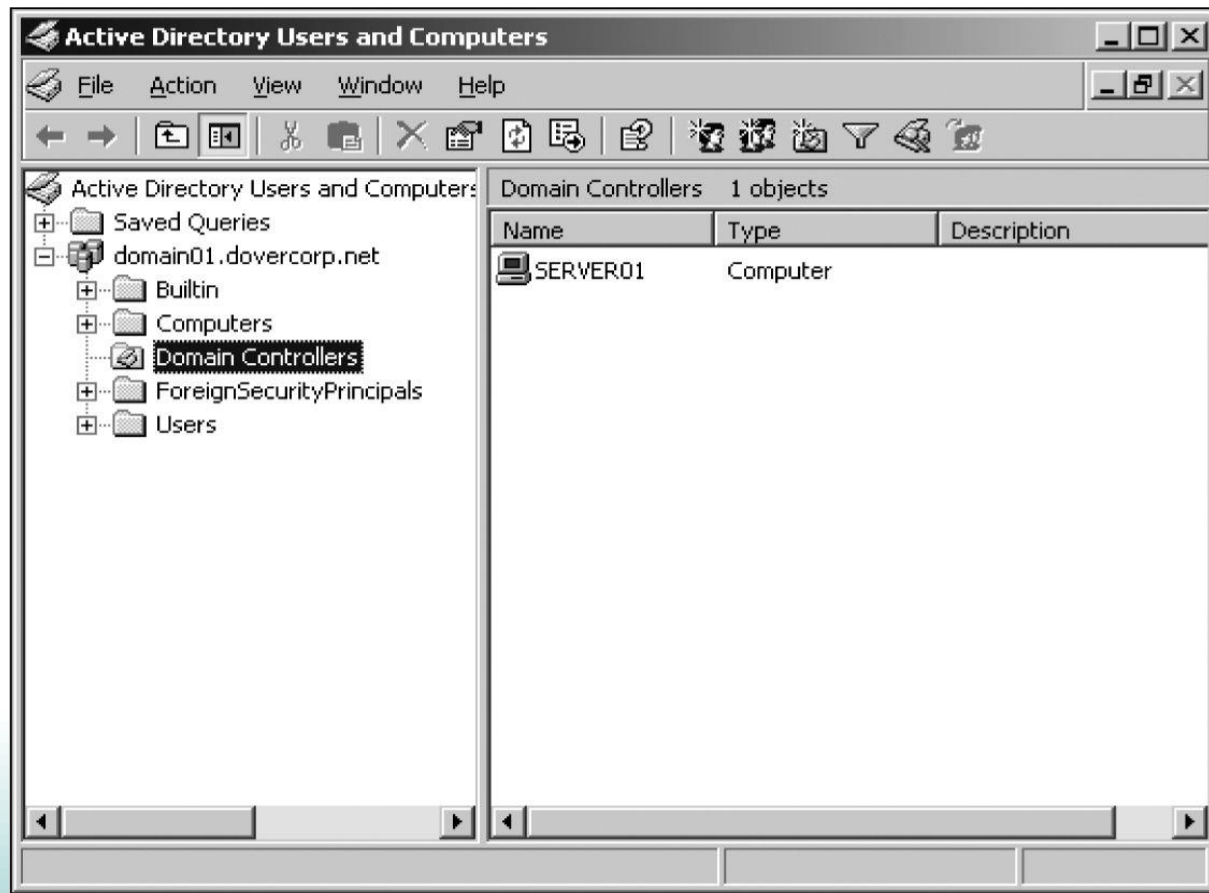 Active Directory Users and Computers
File Action View Window Help
Active Directory Users and Computers
Saved Queries
domain01.dovercorp.net
Builtin
Computers
Domain Controllers
ForeignSecurityPrincipals
Users
Domain Controllers 1 objects
Name Type Description
SERVER01 Computer